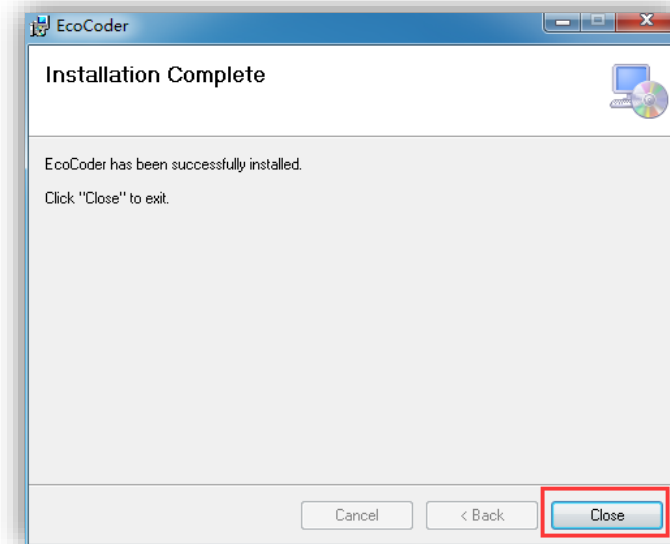 EcoCoder
Installation Complete
EcoCoder has been successfully installed.
Click "Close" to exit.
Cancel
< Back
Close